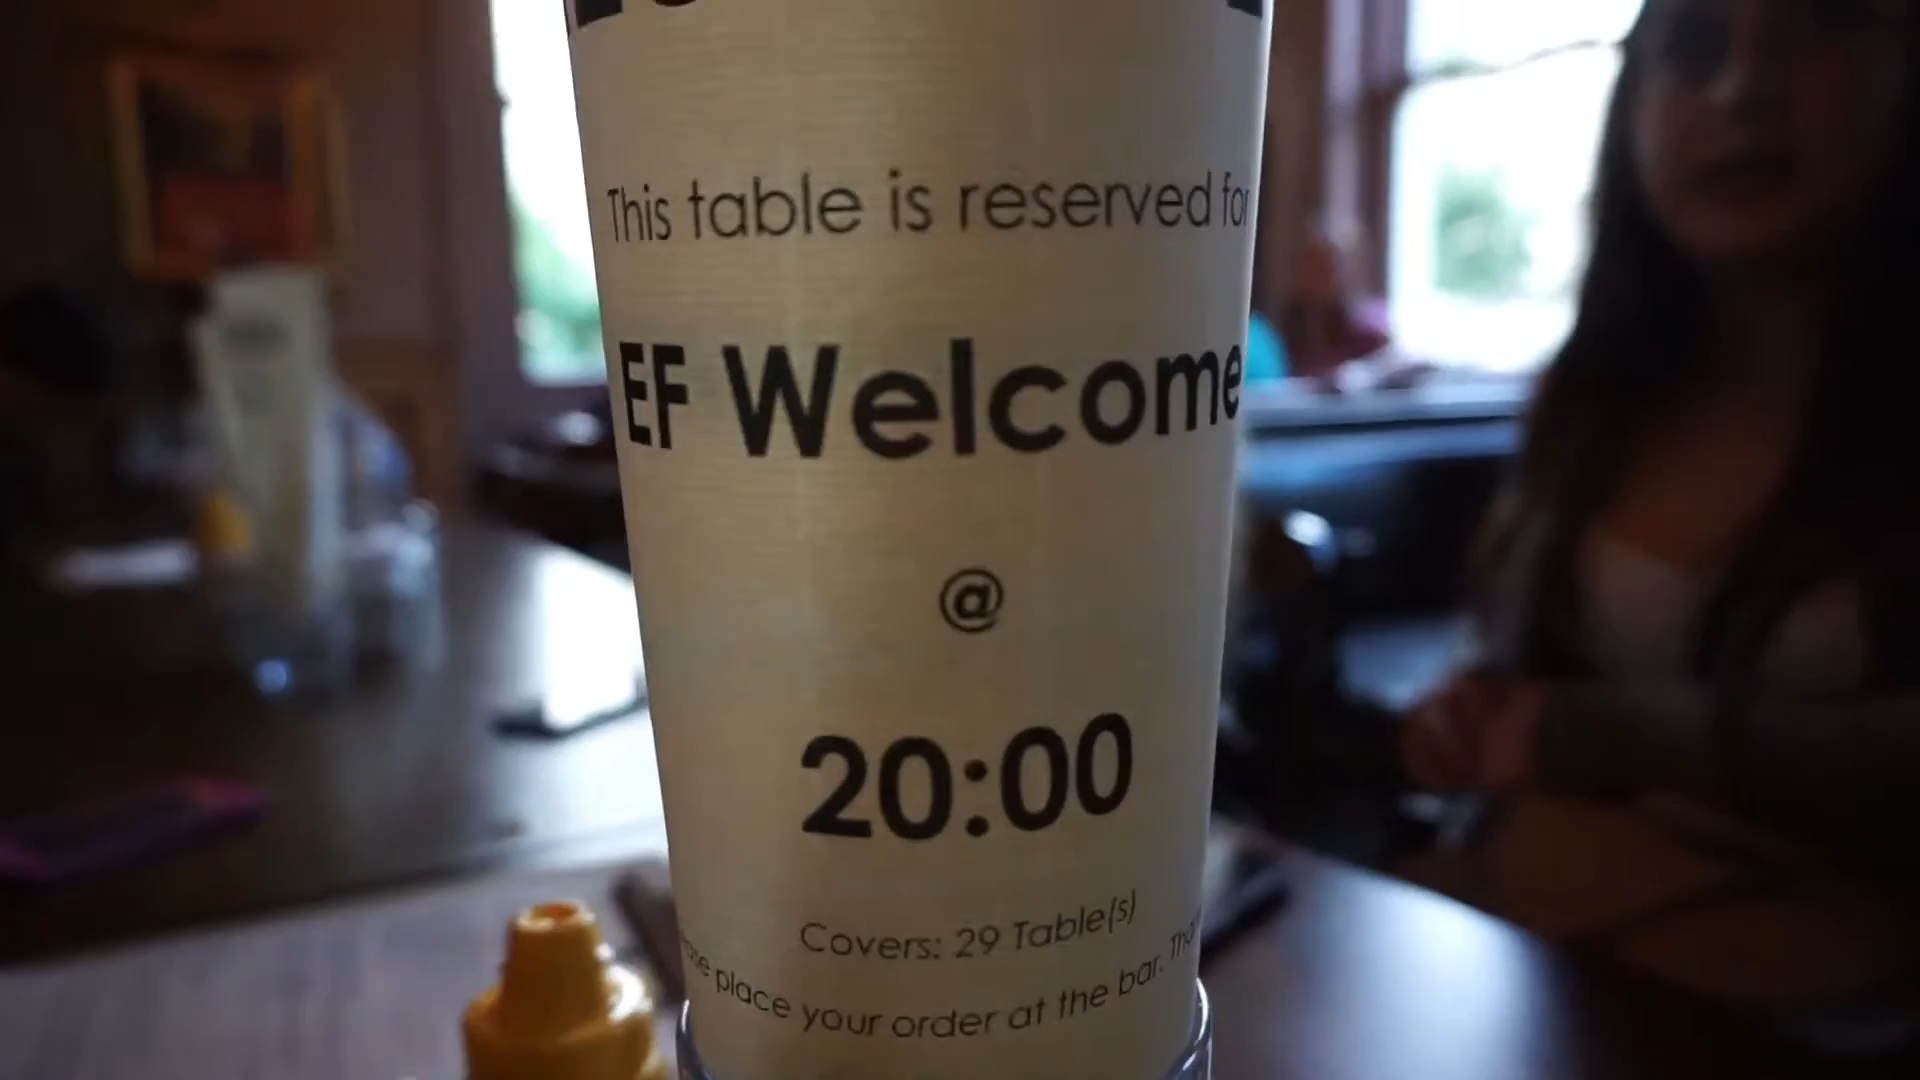 This table is reserved for
EF Welcome
@
20:00
Covers: 29 Table(s)
place your order at the bar.